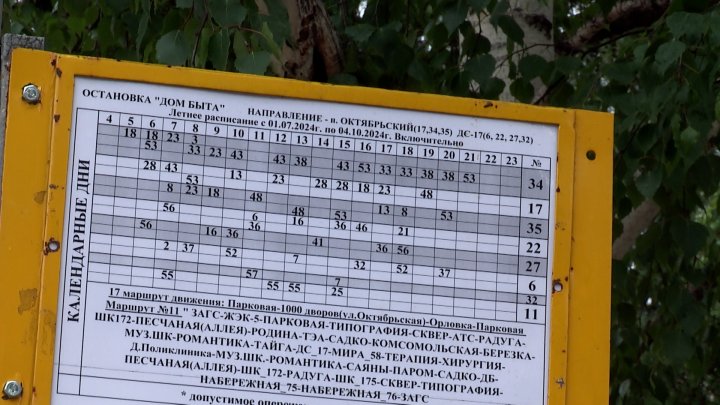 ОСТАНОВКА "ДОМ БЫТА" НАПРАВЛЕНИЕ - п. ОКТЯБРЬСКИЙ(17,34,35) ДС-17(6, 22, 27,32)
Летнее расписание с 01.07.2024г. по 04.10.2024г. Включительно
4 5 6 7 8 9 10 11 12 13 14 15 16 17 18 19 20 21 22 23 №
18 18 23 3
53 33 23 43 43 38 43 53 33 33 38 38 53 34
28 43 13 23 28 28 18 23 48
53 17
8 23 18 48 13 8 53
56 48 53 35
56 6 16 36 46 21
16 36 36 22
2 37 41 36 56
52 7 32 52 37 27
55 57 7 6
55 55 25 32
11
КАЛЕНДАРНЫЕ ДНИ
17 маршрут движения: Парковая-1000 дворов(ул.Октябрьская)-Орловка-Парковая
Маршрут №11 " ЗАГС-ЖЭК-5-ПАРКОВАЯ-ТИПОГРАФИЯ-СКВЕР-АТС-РАДУГА-
ШК172-ПЕСЧАНАЯ(АЛЛЕЯ)-РОДИНА-ТЭА-САДКО-КОМСОМОЛЬСКАЯ-БЕРЕЗКА-
МУЗ.ШК-РОМАНТИКА-ТАЙГА-ДС_17-МИРА_58-ТЕРАПИЯ-ХИРУРГИЯ-
Д.Поликлиника-МУЗ.ШК.-РОМАНТИКА-САЯНЫ-ПАРОМ-САДКО-ДБ-
ПЕСЧАНАЯ(АЛЛЕЯ)-ШК_172-РАДУГА-ШК_175-СКВЕР-ТИПОГРАФИЯ-
НАБЕРЕЖНАЯ_75-НАБЕРЕЖНАЯ_76-ЗАГС
* допустимое